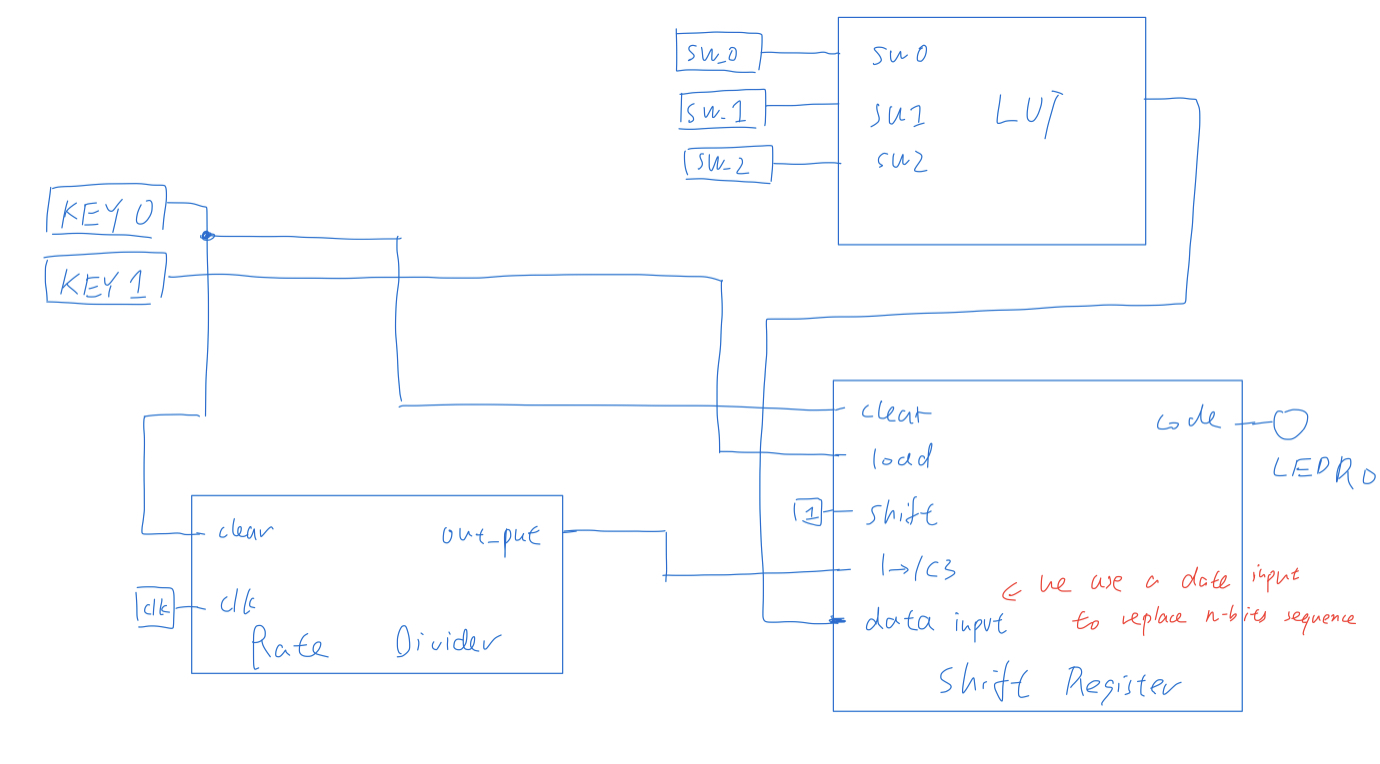 SW_0
SW_1
SW_2
SW0
SW1
SW2
LUT
KEY 0
KEY 1
clear
load
1
shift
1→/C3
data input
code
LEDR0
Shift Register
← we use a date input
to replace n-bits sequence
clear
out_put
clk
clk
Rate Divider